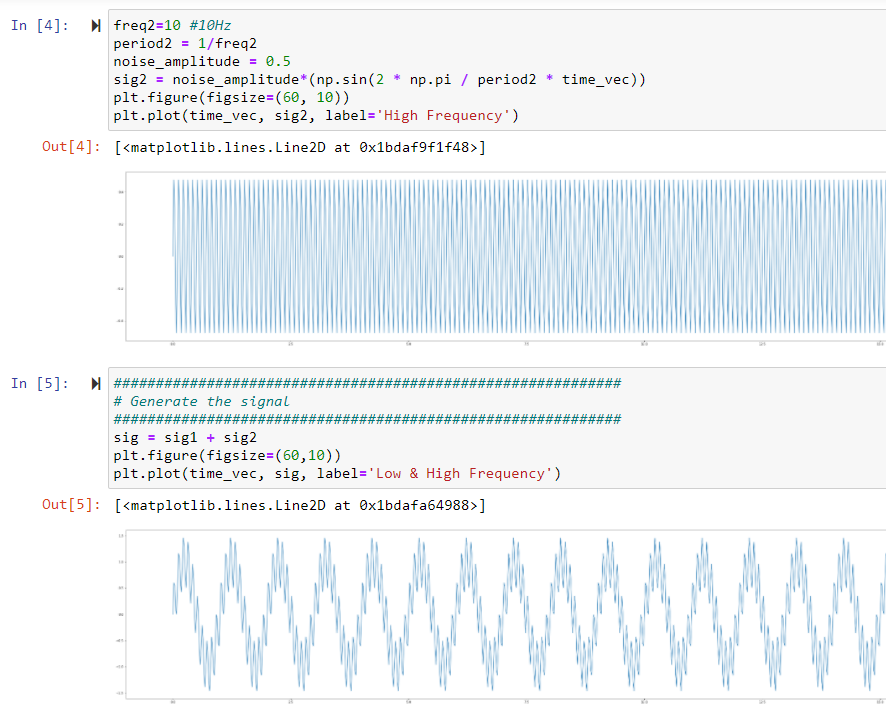 In [4]:
freq2=10 #10Hz
period2 = 1/freq2
noise_amplitude = 0.5
sig2 = noise_amplitude*(np.sin(2 * np.pi / period2 * time_vec))
plt.figure(figsize=(60, 10))
plt.plot(time_vec, sig2, label='High Frequency')
Out[4]: [<matplotlib.lines.Line2D at 0x1bdaf9f1f48>]
In [5]:
############################################################
# Generate the signal
############################################################
sig = sig1 + sig2
plt.figure(figsize=(60,10))
plt.plot(time_vec, sig, label='Low & High Frequency')
Out[5]: [<matplotlib.lines.Line2D at 0x1bdafa64988>]